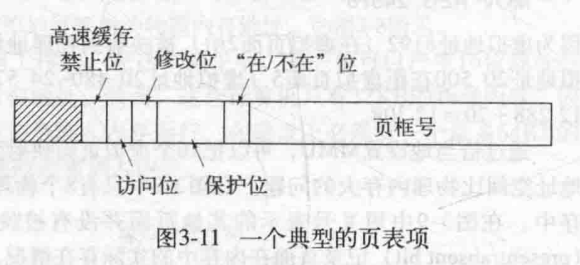 高速缓存
禁止位 修改位 “在/不在”位
页框号
访问位 保护位
图3-11 一个典型的页表项